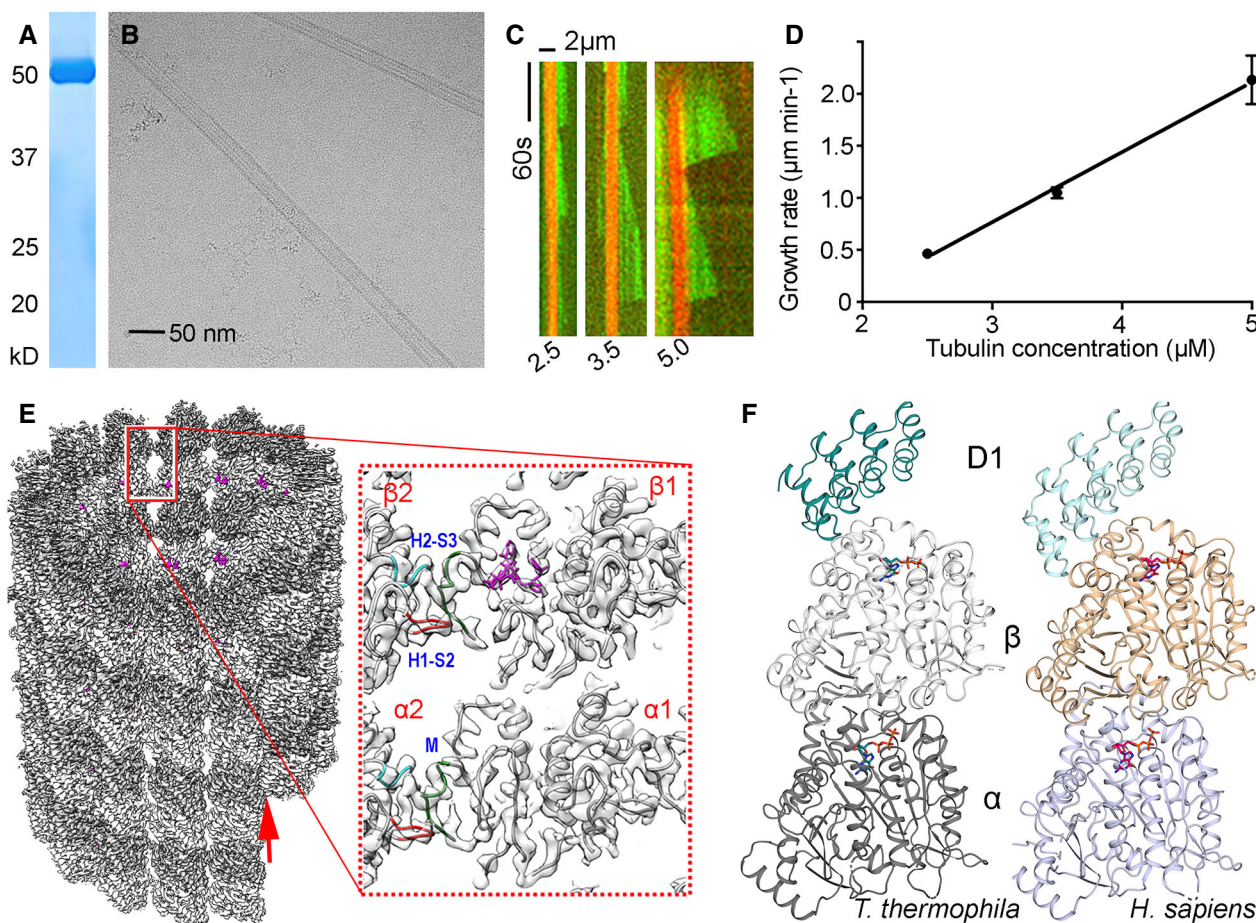 A
50
37
25
20
kD
B
50 nm
C
2µm
60s
2.5
3.5
5.0
D
Growth rate (µm min-1)
2.0
1.5
1.0
0.5
0
2
3
4
5
Tubulin concentration (µM)
E
β2
β1
H2-S3
H1-S2
α2
α1
M
F
D1
β
α
T. thermophila
H. sapiens